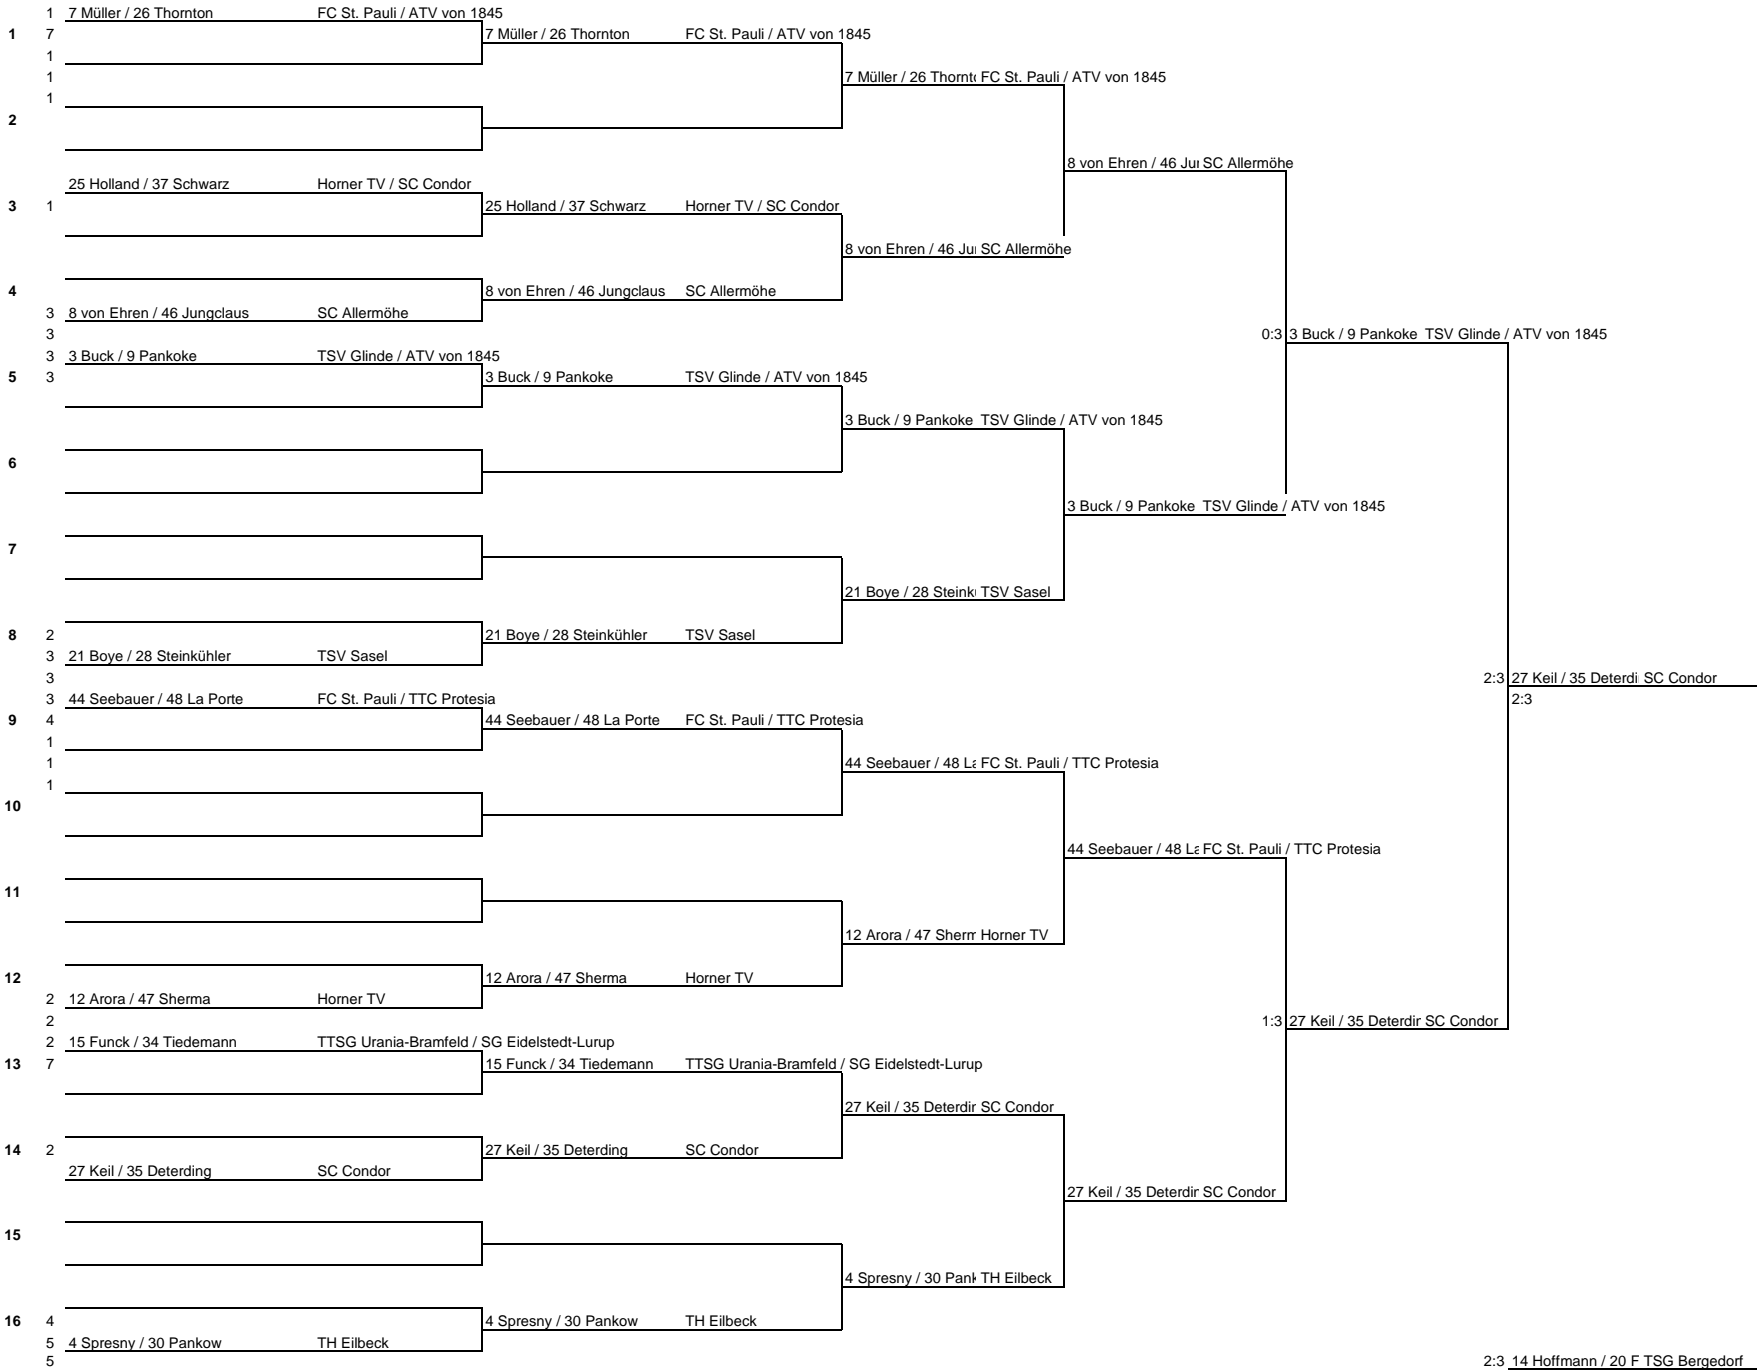 1 7 Müller / 26 Thornton FC St. Pauli / ATV von 1845
1 7 7 Müller / 26 Thornton FC St. Pauli / ATV von 1845
1
1 7 Müller / 26 Thornt FC St. Pauli / ATV von 1845
1
2
8 von Ehren / 46 Ju SC Allermöhe
25 Holland / 37 Schwarz Horner TV / SC Condor
3 1 25 Holland / 37 Schwarz Horner TV / SC Condor
8 von Ehren / 46 Ju SC Allermöhe
4 8 von Ehren / 46 Jungclaus SC Allermöhe
3 8 von Ehren / 46 Jungclaus SC Allermöhe
3 0:3 3 Buck / 9 Pankoke TSV Glinde / ATV von 1845
3 3 Buck / 9 Pankoke TSV Glinde / ATV von 1845
5 3 3 Buck / 9 Pankoke TSV Glinde / ATV von 1845
3 Buck / 9 Pankoke TSV Glinde / ATV von 1845
6
3 Buck / 9 Pankoke TSV Glinde / ATV von 1845
7
21 Boye / 28 Steink TSV Sasel
8 2 21 Boye / 28 Steinkühler TSV Sasel
3 21 Boye / 28 Steinkühler TSV Sasel
3 2:3 27 Keil / 35 Deterdi SC Condor
3 44 Seebauer / 48 La Porte FC St. Pauli / TTC Protesia 2:3
9 4 44 Seebauer / 48 La Porte FC St. Pauli / TTC Protesia
1
1 44 Seebauer / 48 L FC St. Pauli / TTC Protesia
1
10
44 Seebauer / 48 L FC St. Pauli / TTC Protesia
11
12 Arora / 47 Sherm Horner TV
12 12 Arora / 47 Sherma Horner TV
2 12 Arora / 47 Sherma Horner TV
2 1:3 27 Keil / 35 Deterdin SC Condor
2 15 Funck / 34 Tiedemann TTSG Urania-Bramfeld / SG Eidelstedt-Lurup
13 7 15 Funck / 34 Tiedemann TTSG Urania-Bramfeld / SG Eidelstedt-Lurup
27 Keil / 35 Deterdin SC Condor
14 2 27 Keil / 35 Deterding SC Condor
27 Keil / 35 Deterding SC Condor
27 Keil / 35 Deterdin SC Condor
15
4 Spresny / 30 Pank TH Eilbeck
16 4 4 Spresny / 30 Pankow TH Eilbeck
5 4 Spresny / 30 Pankow TH Eilbeck
5 2:3 14 Hoffmann / 20 F TSG Bergedorf